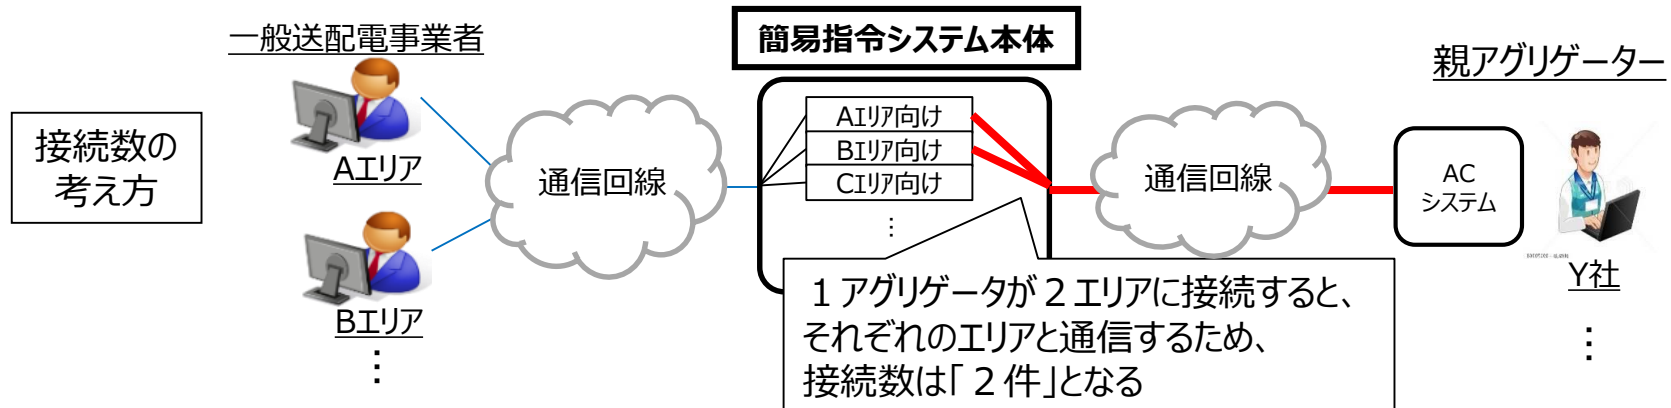 一般送配電事業者
簡易指令システム本体
親アグリゲーター
接続数の
考え方
Aエリア
Bエリア
⋮
通信回線
Aエリア向け
Bエリア向け
Cエリア向け
⋮
通信回線
AC
システム
Y社
⋮
１アグリゲータが２エリアに接続すると、
それぞれのエリアと通信するため、
接続数は「２件」となる